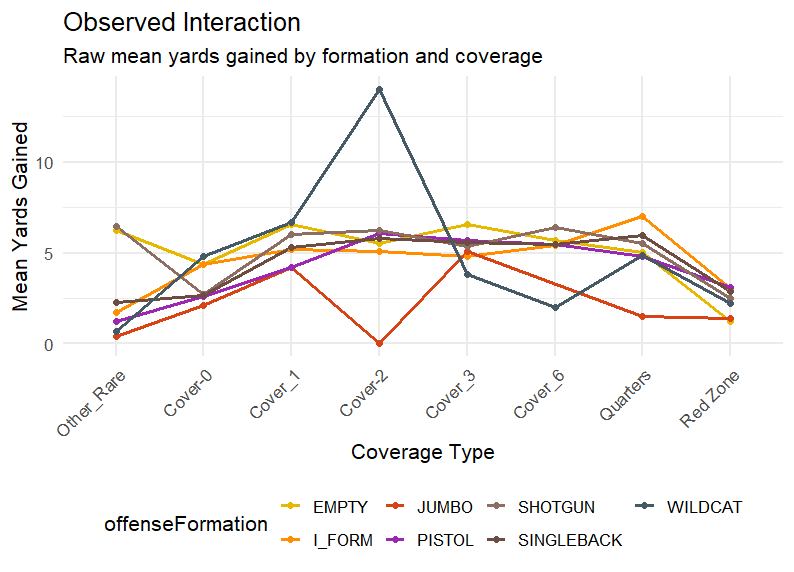 Observed Interaction
Raw mean yards gained by formation and coverage
Mean Yards Gained
10
5
0
Other_Rare
Cover-0
Cover_1
Cover-2
Cover_3
Cover_6
Quarters
Red Zone
Coverage Type
offenseFormation
EMPTY JUMBO SHOTGUN WILDCAT
I_FORM PISTOL SINGLEBACK